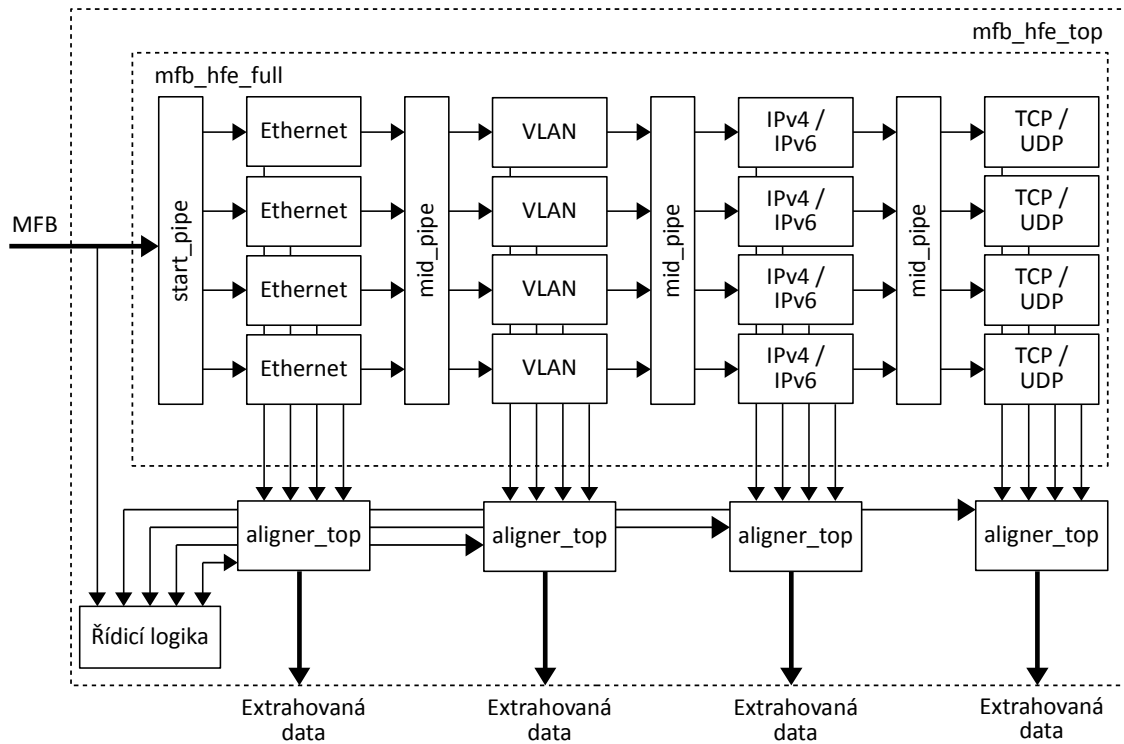 mfb_hfe_top
mfb_hfe_full
MFB
start_pipe
Ethernet
Ethernet
Ethernet
Ethernet
mid_pipe
VLAN
VLAN
VLAN
VLAN
mid_pipe
IPv4 /
IPv6
IPv4 /
IPv6
IPv4 /
IPv6
IPv4 /
IPv6
mid_pipe
TCP /
UDP
TCP /
UDP
TCP /
UDP
TCP /
UDP
aligner_top
aligner_top
aligner_top
aligner_top
Řídicí logika
Extrahovaná
data
Extrahovaná
data
Extrahovaná
data
Extrahovaná
data